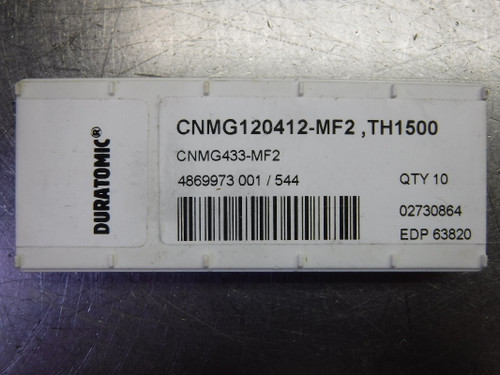 DURATOMIC®
CNMG120412-MF2 ,TH1500
CNMG433-MF2
4869973 001 / 544
QTY 10
02730864
EDP 63820